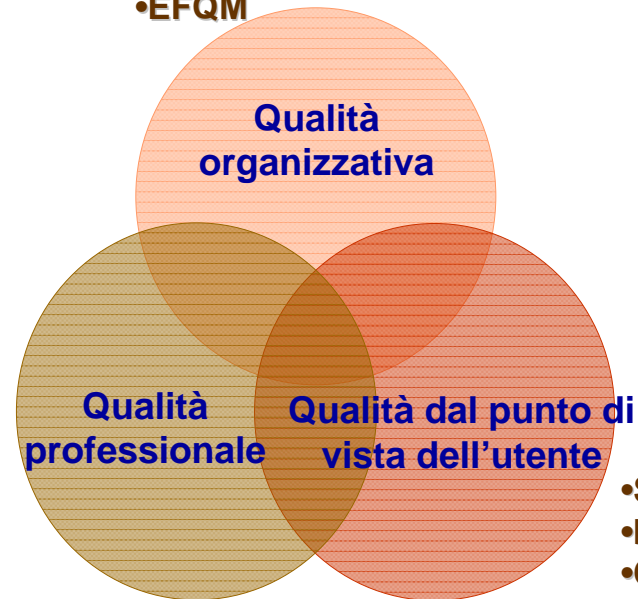 •EFQM
Qualità
organizzativa
Qualità
professionale
Qualità dal punto di
vista dell’utente